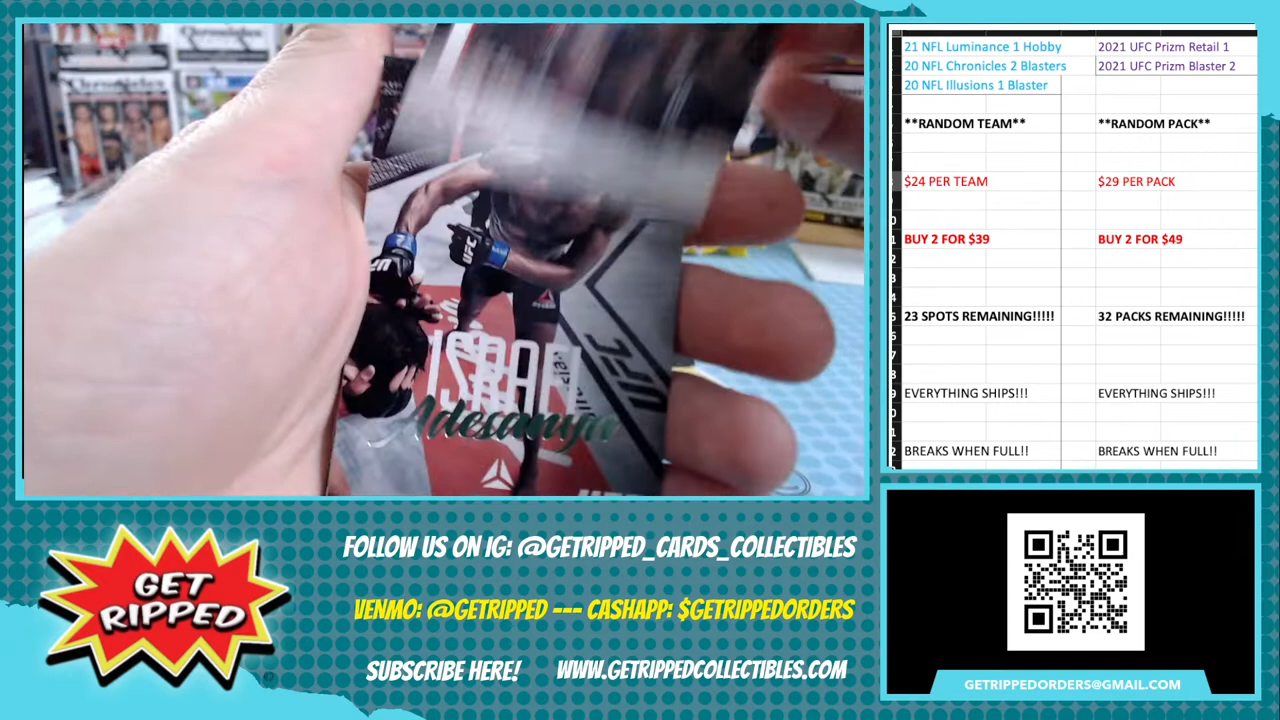 Chronicles
Chronicles
UFC
ISRAEL
Adesanya
UFC
21 NFL Luminance 1 Hobby
20 NFL Chronicles 2 Blasters
20 NFL Illusions 1 Blaster
2021 UFC Prizm Retail 1
2021 UFC Prizm Blaster 2
**RANDOM TEAM**
**RANDOM PACK**
$24 PER TEAM
$29 PER PACK
BUY 2 FOR $39
BUY 2 FOR $49
23 SPOTS REMAINING!!!!!
32 PACKS REMAINING!!!!!
EVERYTHING SHIPS!!!
EVERYTHING SHIPS!!!
BREAKS WHEN FULL!!
BREAKS WHEN FULL!!
GET
RIPPED
FOLLOW US ON IG: @GETRIPPED_CARDS_COLLECTIBLES
VENMO: @GETRIPPED --- CASHAPP: $GETRIPPEDORDERS
SUBSCRIBE HERE! WWW.GETRIPPEDCOLLECTIBLES.COM
GETRIPPEDORDERS@GMAIL.COM